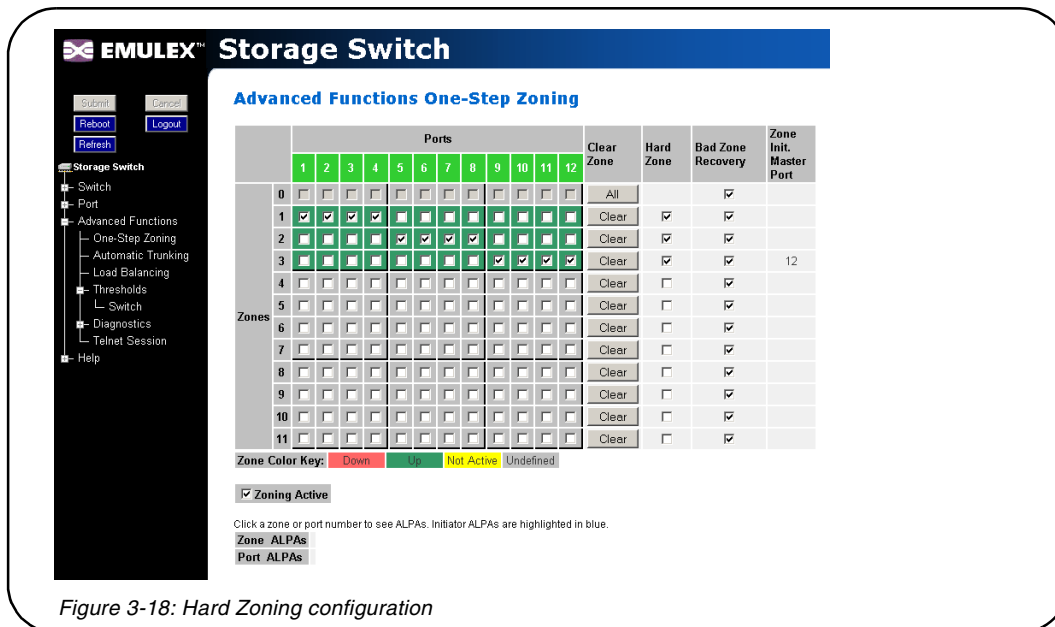 EMULEX™ Storage Switch
Submit Cancel
Reboot Logout
Refresh
Storage Switch
Switch
Port
Advanced Functions
One-Step Zoning
Automatic Trunking
Load Balancing
Thresholds
Switch
Diagnostics
Telnet Session
Help
Advanced Functions One-Step Zoning
Ports Clear Zone Hard Zone Bad Zone Recovery Zone Init. Master Port
1 2 3 4 5 6 7 8 9 10 11 12
Zones
0 All
1 Clear
2 Clear
3 Clear 12
4 Clear
5 Clear
6 Clear
7 Clear
8 Clear
9 Clear
10 Clear
11 Clear
Zone Color Key: Down Up Not Active Undefined
Zoning Active
Click a zone or port number to see ALPAs. Initiator ALPAs are highlighted in blue.
Zone ALPAs
Port ALPAs
Figure 3-18: Hard Zoning configuration